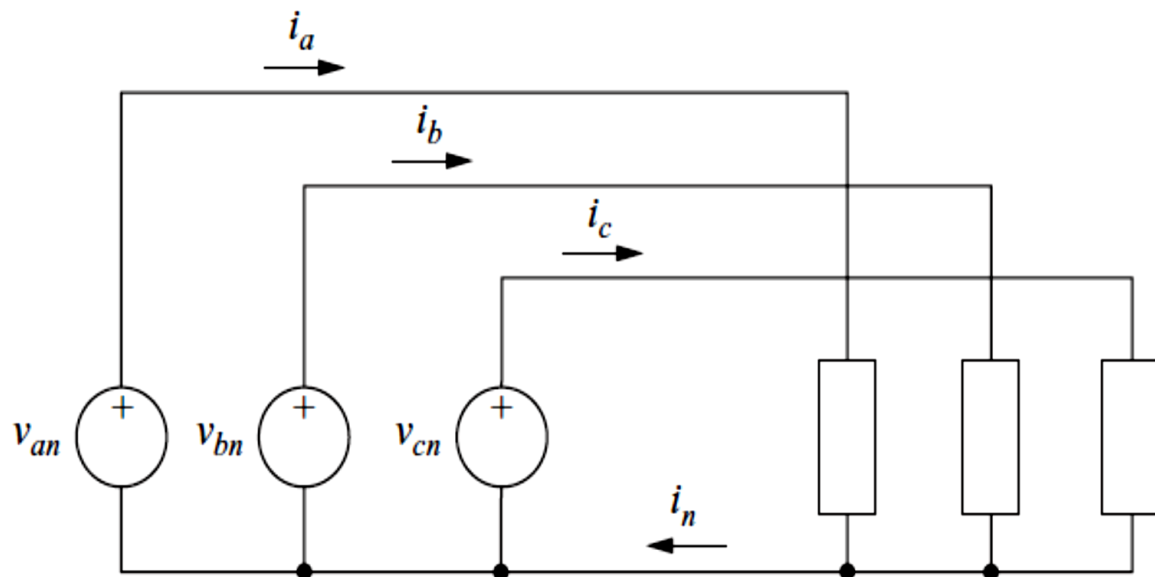 i_a
i_b
i_c
+ + +
v_an v_bn v_cn
i_n